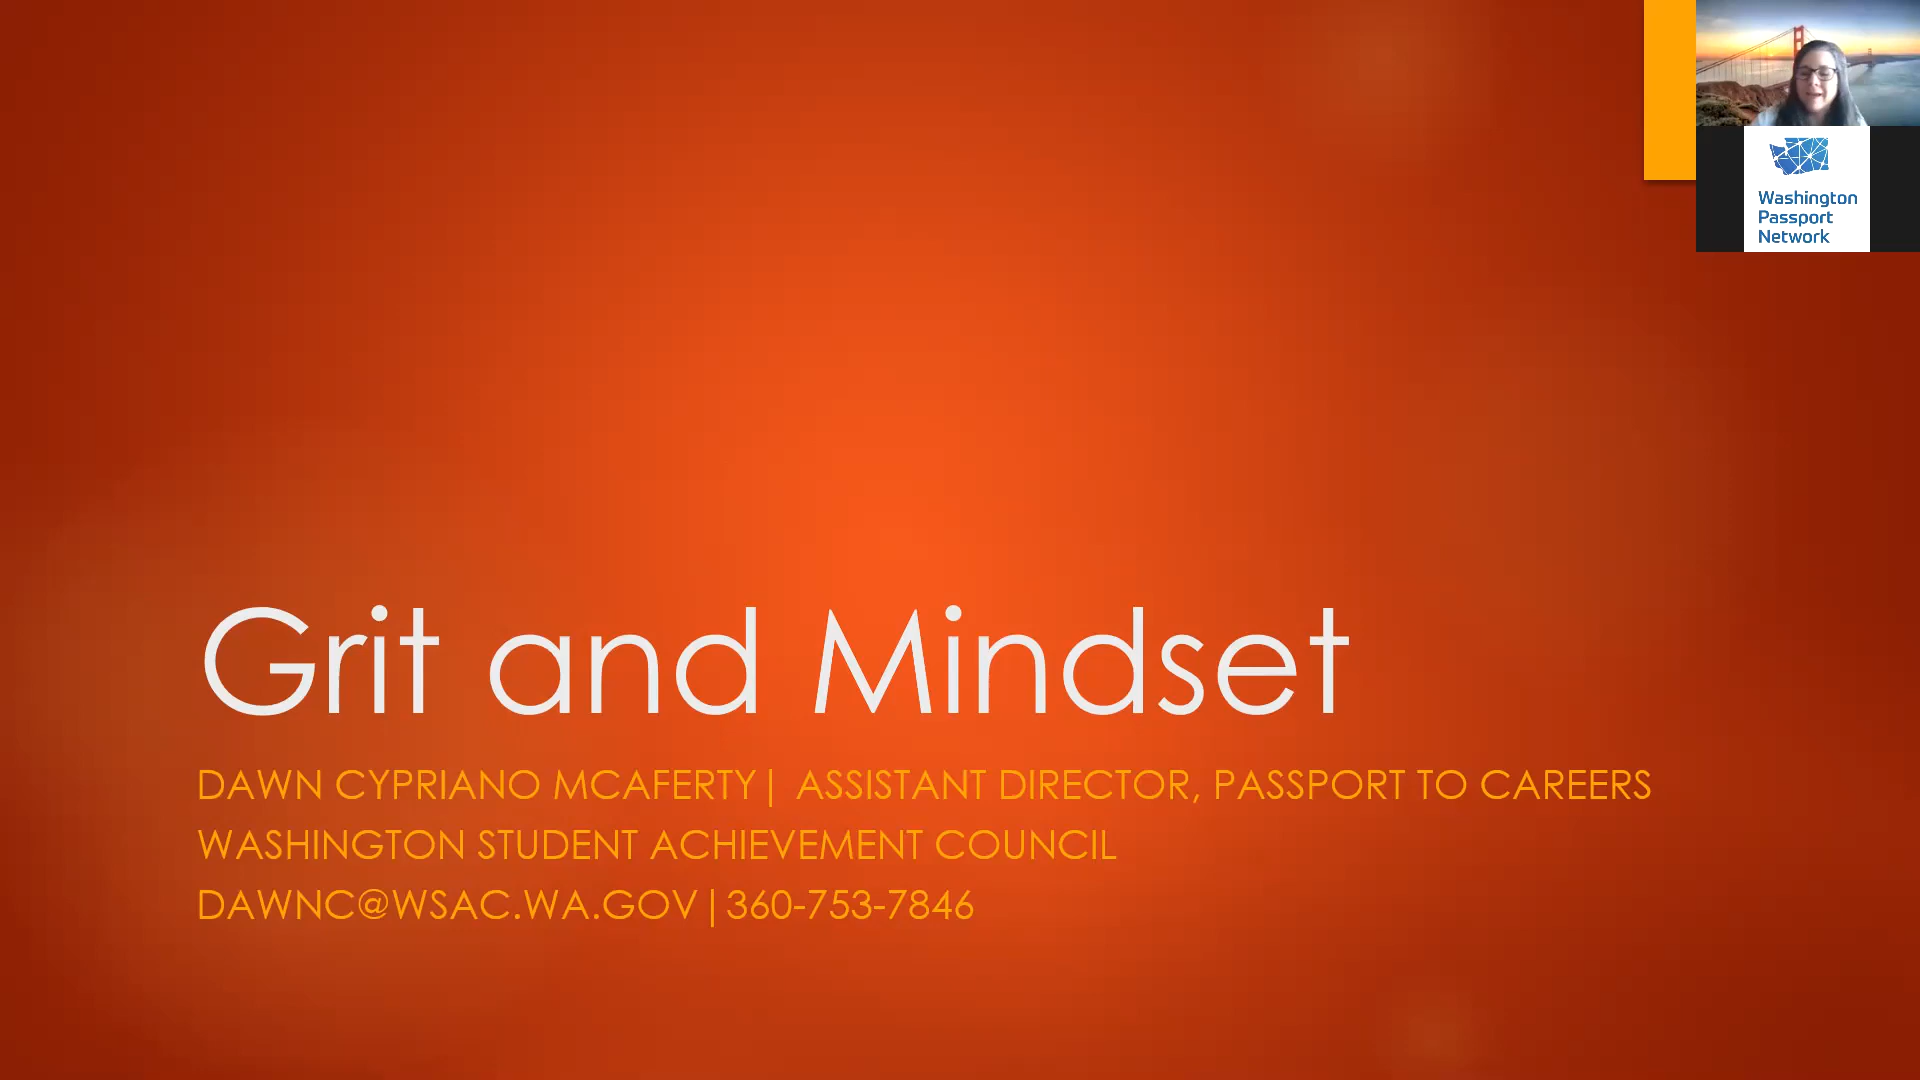 Washington
Passport
Network
Grit and Mindset
DAWN CYPRIANO MCAFERTY| ASSISTANT DIRECTOR, PASSPORT TO CAREERS
WASHINGTON STUDENT ACHIEVEMENT COUNCIL
DAWNC@WSAC.WA.GOV|360-753-7846